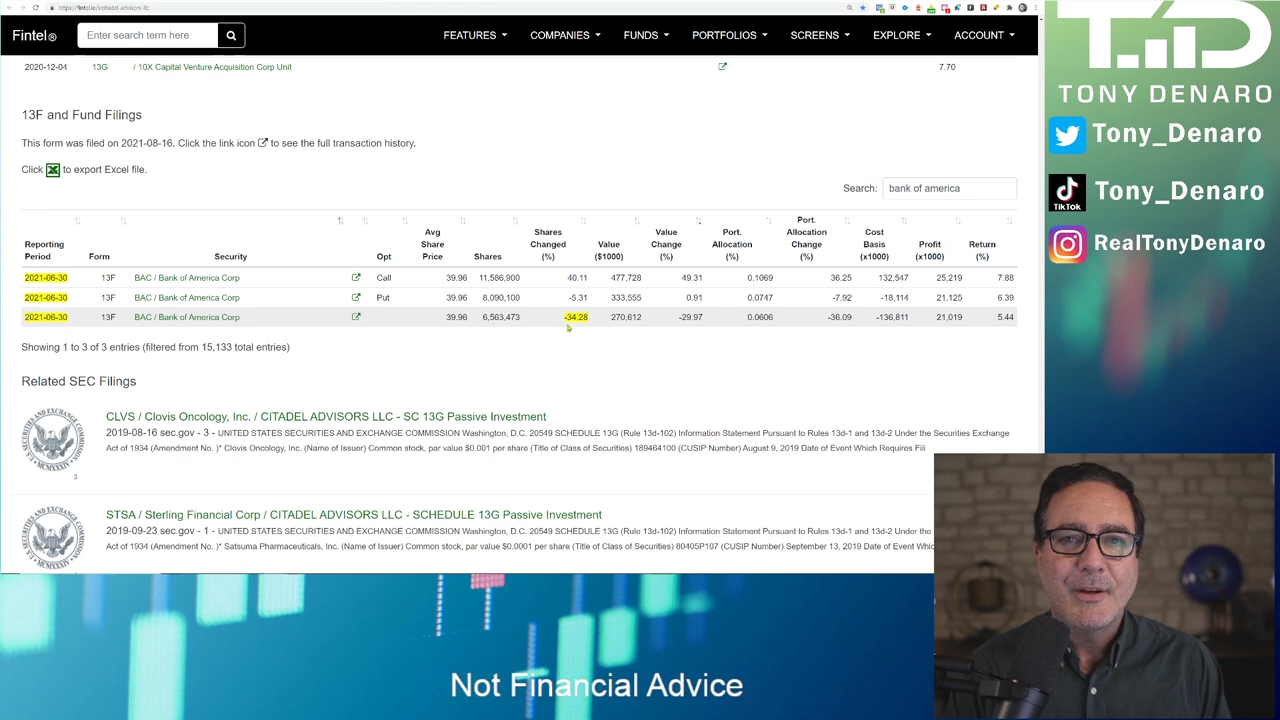 https://fintel.io/i/citadel-advisors-llc
Fintel® Enter search term here FEATURES COMPANIES FUNDS PORTFOLIOS SCREENS EXPLORE ACCOUNT
2020-12-04 13G / 10X Capital Venture Acquisition Corp Unit 7.70
13F and Fund Filings
This form was filed on 2021-08-16. Click the link icon to see the full transaction history.
Click to export Excel file.
Search: bank of america
Reporting Period Form Security Opt Avg Share Price Shares Shares Changed (%) Value ($1000) Value Change (%) Port. Allocation (%) Port. Allocation Change (%) Cost Basis (x1000) Profit (x1000) Return (%)
2021-06-30 13F BAC / Bank of America Corp Call 39.96 11,586,900 40.11 477,728 49.31 0.1069 36.25 132,547 25,219 7.88
2021-06-30 13F BAC / Bank of America Corp Put 39.96 8,090,100 -5.31 333,555 0.91 0.0747 -7.92 -18,114 21,125 6.39
2021-06-30 13F BAC / Bank of America Corp 39.96 6,563,473 -34.28 270,612 -29.97 0.0606 -36.09 -136,811 21,019 5.44
Showing 1 to 3 of 3 entries (filtered from 15,133 total entries)
Related SEC Filings
CLVS / Clovis Oncology, Inc. / CITADEL ADVISORS LLC - SC 13G Passive Investment
2019-08-16 sec.gov - 3 - UNITED STATES SECURITIES AND EXCHANGE COMMISSION Washington, D.C. 20549 SCHEDULE 13G (Rule 13d-102) Information Statement Pursuant to Rules 13d-1 and 13d-2 Under the Securities Exchange
Act of 1934 (Amendment No. )* Clovis Oncology, Inc. (Name of Issuer) Common stock, par value $0.001 per share (Title of Class of Securities) 189464100 (CUSIP Number) August 9, 2019 Date of Event Which Requires Fili
3
STSA / Sterling Financial Corp / CITADEL ADVISORS LLC - SCHEDULE 13G Passive Investment
2019-09-23 sec.gov - 1 - UNITED STATES SECURITIES AND EXCHANGE COMMISSION Washington, D.C. 20549 SCHEDULE 13G (Rule 13d-102) Information Statement Pursuant to Rules 13d-1 and 13d-2 Under the
Act of 1934 (Amendment No. )* Satsuma Pharmaceuticals, Inc. (Name of Issuer) Common stock, par value $0.0001 per share (Title of Class of Securities) 80405P107 (CUSIP Number) September 13, 2019 Date of Event Whic
TD
TONY DENARO
Tony_Denaro
TikTok Tony_Denaro
RealTonyDenaro
Not Financial Advice